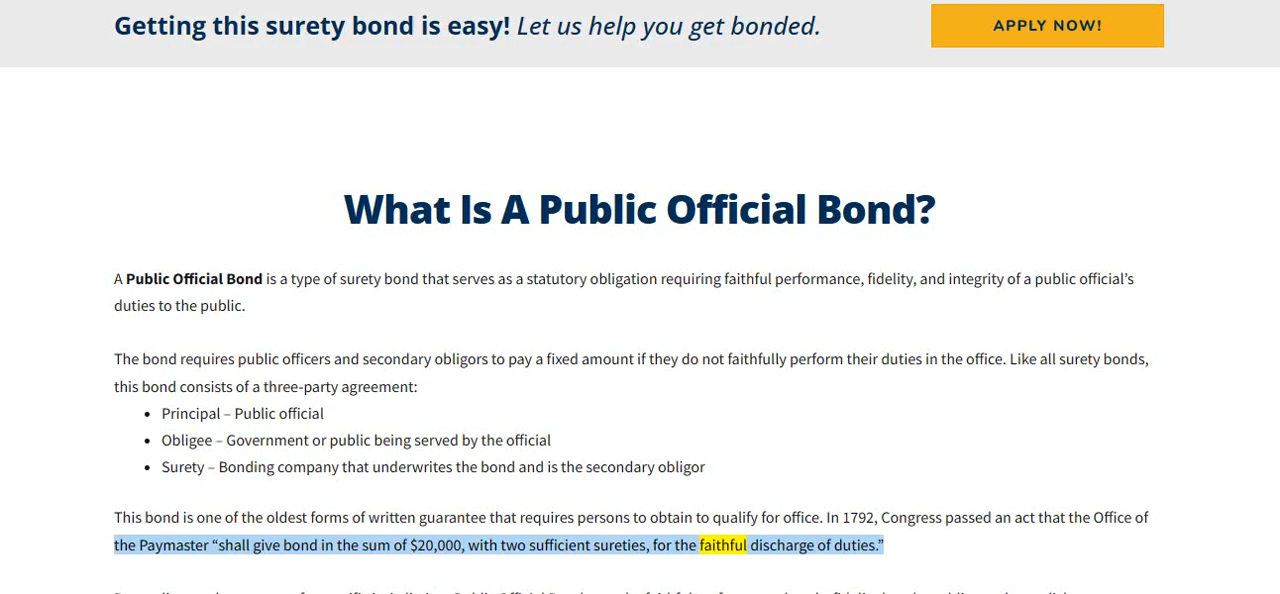 Getting this surety bond is easy! Let us help you get bonded.
APPLY NOW!
What Is A Public Official Bond?
A Public Official Bond is a type of surety bond that serves as a statutory obligation requiring faithful performance, fidelity, and integrity of a public official’s
duties to the public.
The bond requires public officers and secondary obligors to pay a fixed amount if they do not faithfully perform their duties in the office. Like all surety bonds,
this bond consists of a three-party agreement:
• Principal – Public official
• Obligee – Government or public being served by the official
• Surety – Bonding company that underwrites the bond and is the secondary obligor
This bond is one of the oldest forms of written guarantee that requires persons to obtain to qualify for office. In 1792, Congress passed an act that the Office of
the Paymaster “shall give bond in the sum of $20,000, with two sufficient sureties, for the faithful discharge of duties.”